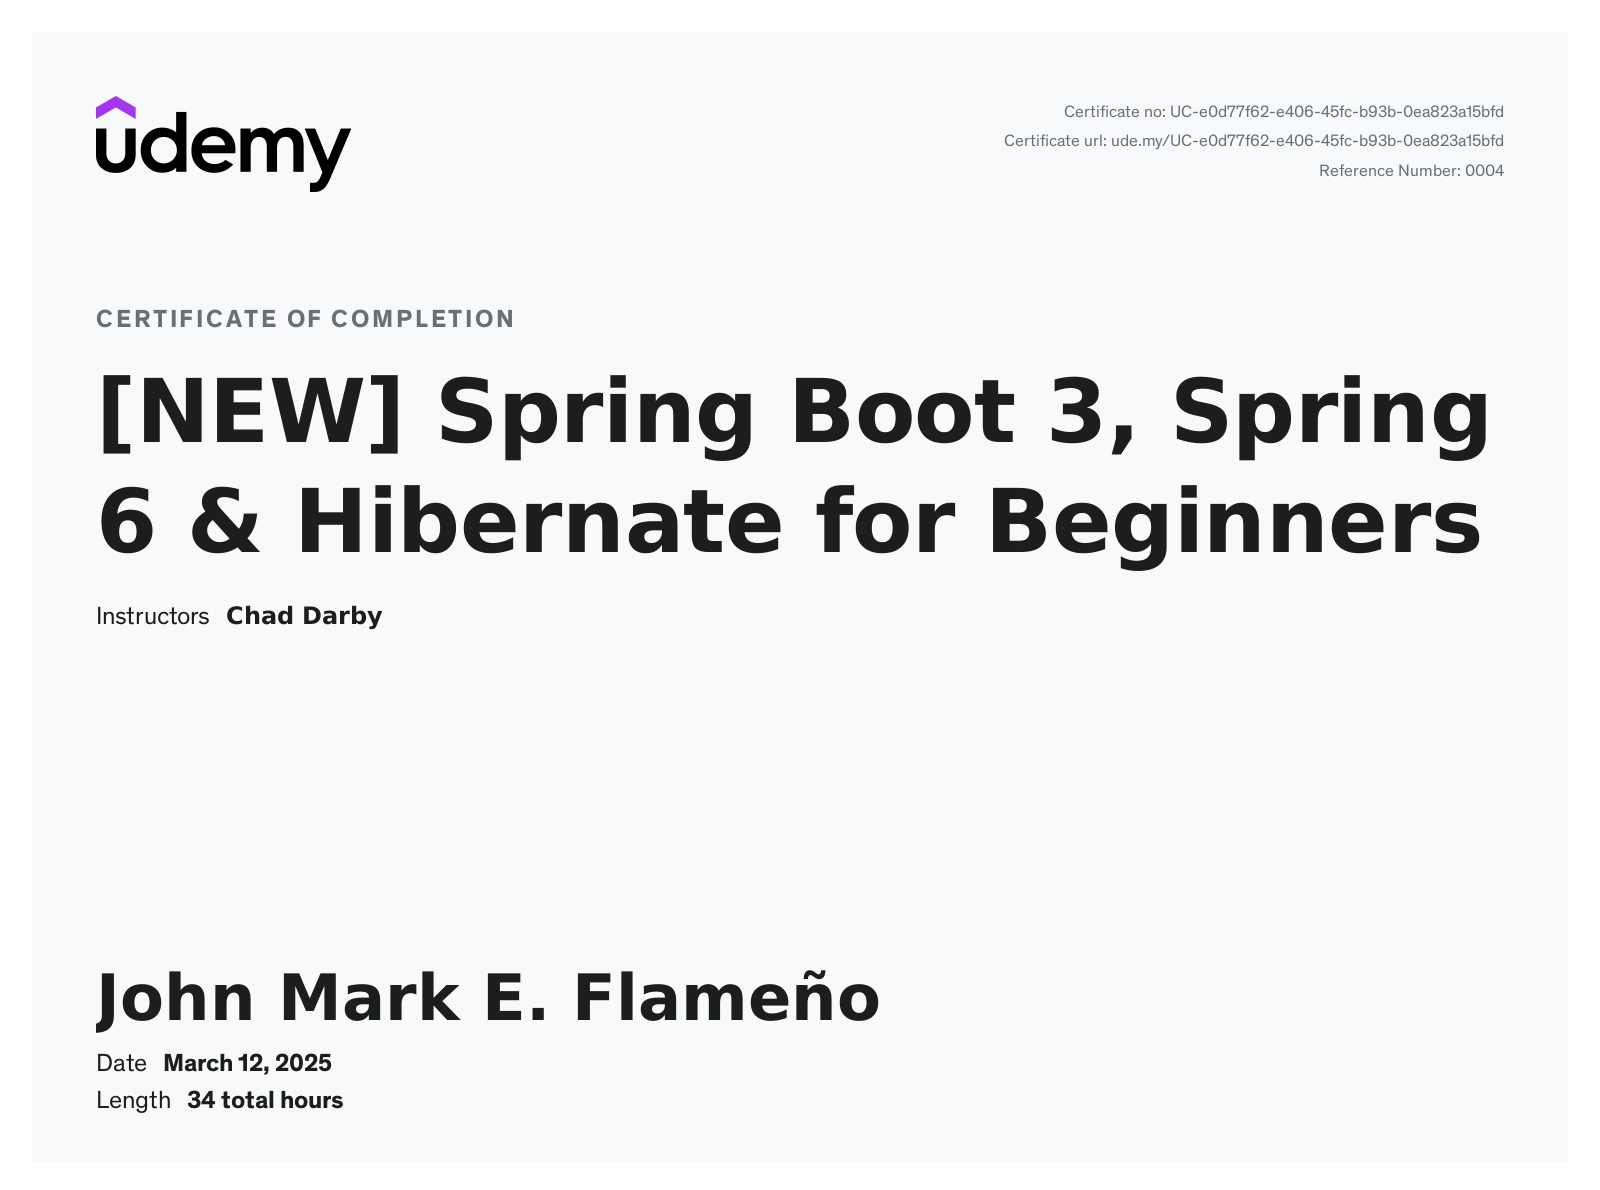 udemy
Certificate no: UC-e0d77f62-e406-45fc-b93b-0ea823a15bfd
Certificate url: ude.my/UC-e0d77f62-e406-45fc-b93b-0ea823a15bfd
Reference Number: 0004
CERTIFICATE OF COMPLETION
[NEW] Spring Boot 3, Spring
6 & Hibernate for Beginners
Instructors Chad Darby
John Mark E. Flameño
Date March 12, 2025
Length 34 total hours